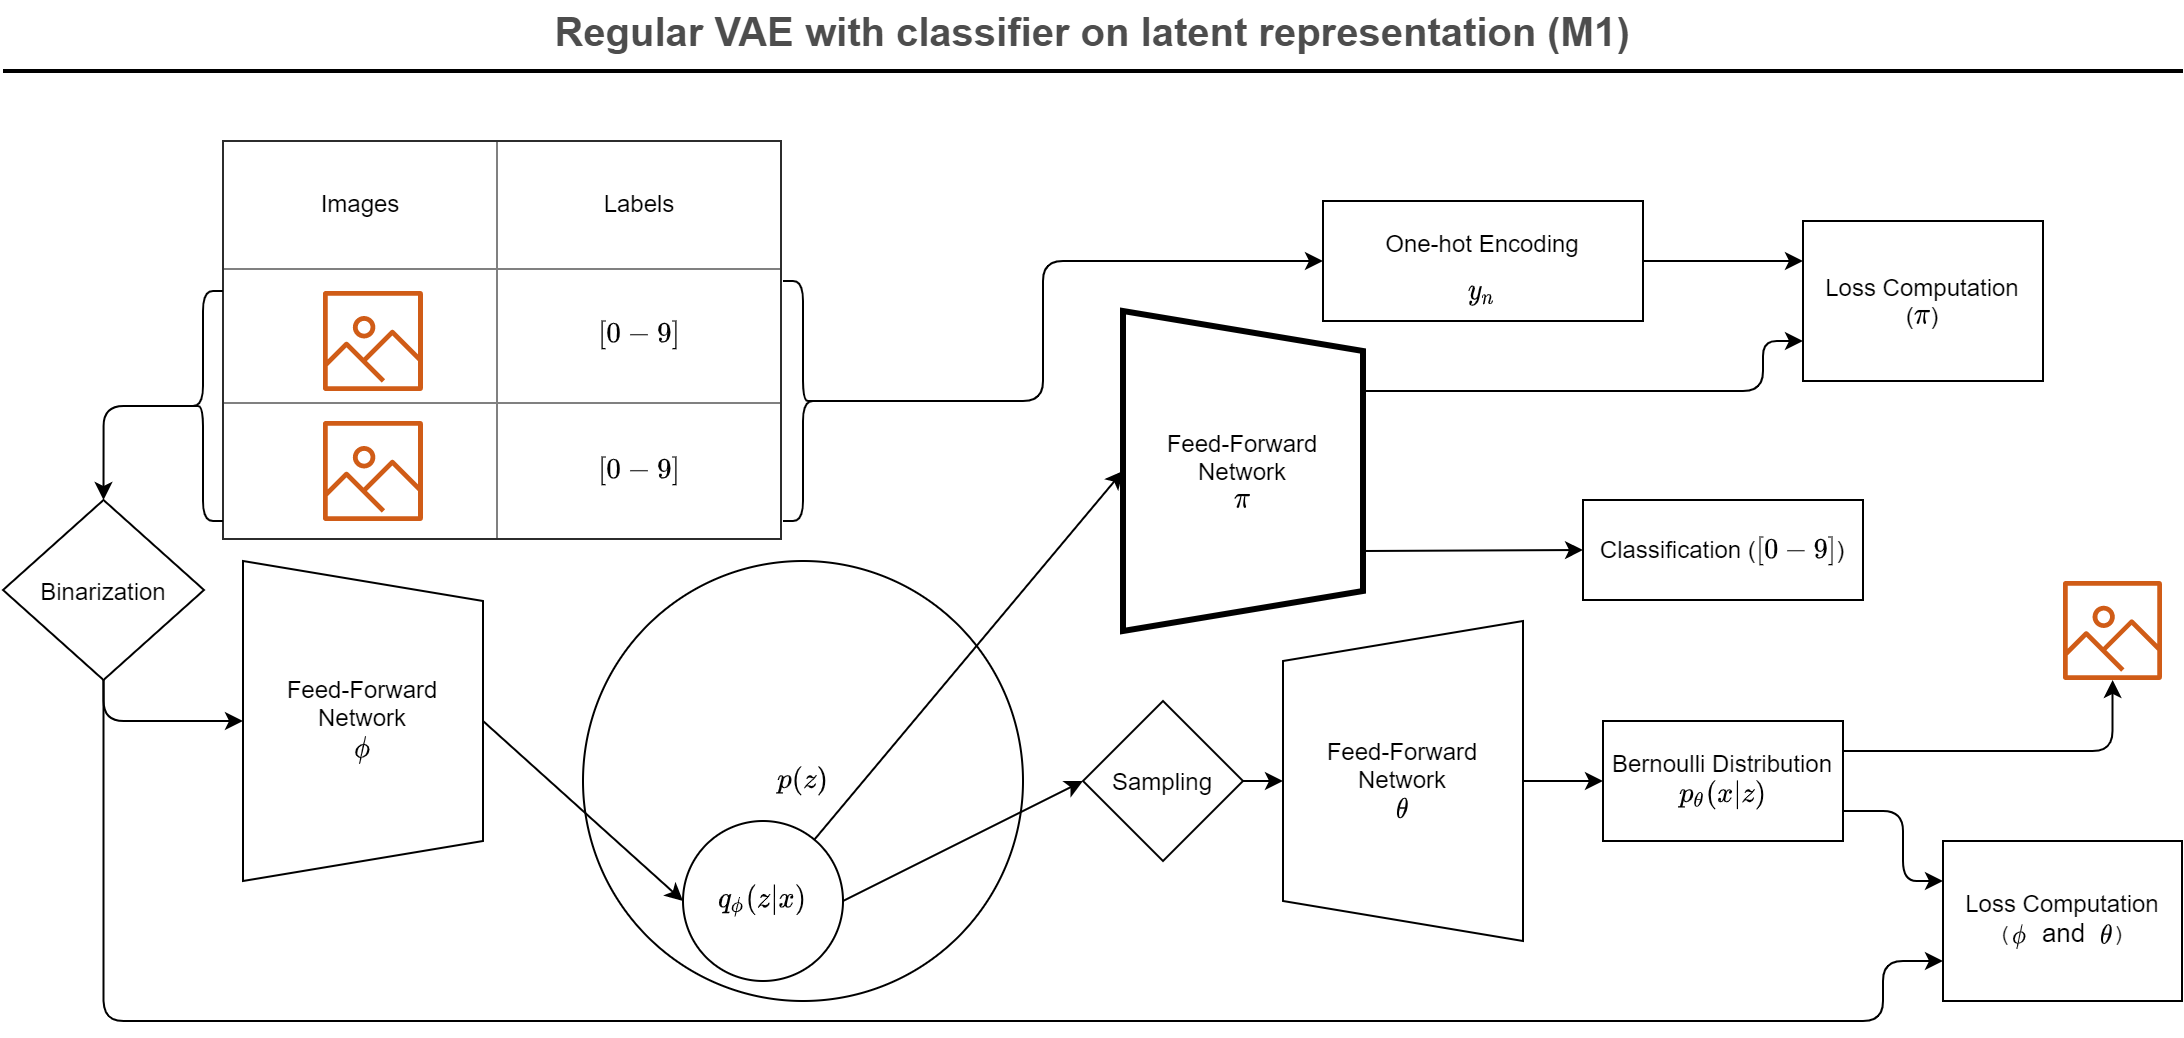 Regular VAE with classifier on latent representation (M1)
Images
Labels
[0 − 9]
[0 − 9]
One-hot Encoding
yₙ
Loss Computation
(π)
Feed-Forward
Network
π
Classification ([0 − 9])
Binarization
Feed-Forward
Network
ϕ
p(z)
q_ϕ(z|x)
Sampling
Feed-Forward
Network
θ
Bernoulli Distribution
p_θ(x|z)
Loss Computation
(ϕ and θ)